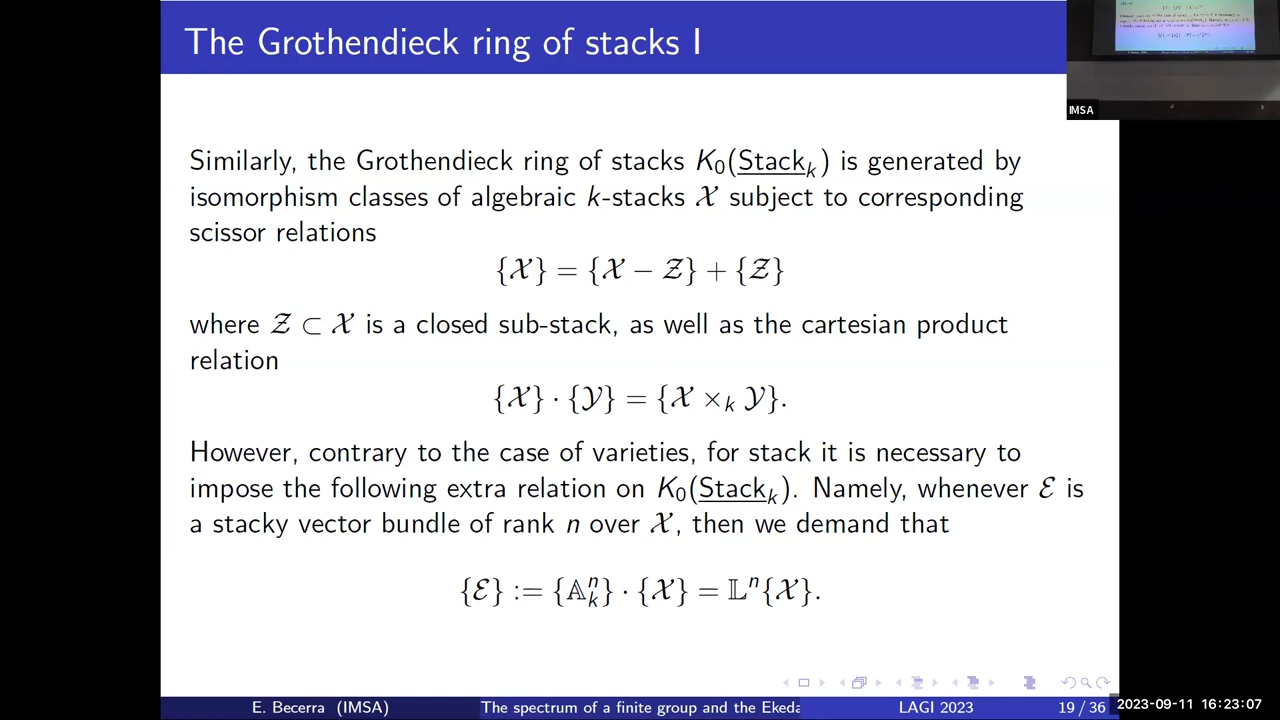 The Grothendieck ring of stacks I
IMSA
Similarly, the Grothendieck ring of stacks K₀(Stackₖ) is generated by
isomorphism classes of algebraic k-stacks 𝒳 subject to corresponding
scissor relations
{𝒳} = {𝒳 − 𝒵} + {𝒵}
where 𝒵 ⊂ 𝒳 is a closed sub-stack, as well as the cartesian product
relation
{𝒳} · {𝒴} = {𝒳 ×ₖ 𝒴}.
However, contrary to the case of varieties, for stack it is necessary to
impose the following extra relation on K₀(Stackₖ). Namely, whenever ℰ is
a stacky vector bundle of rank n over 𝒳, then we demand that
{ℰ} := {𝔸ⁿₖ} · {𝒳} = 𝕃ⁿ{𝒳}.
E. Becerra (IMSA) The spectrum of a finite group and the Ekeda LAGI 2023 19 / 36
2023-09-11 16:23:07